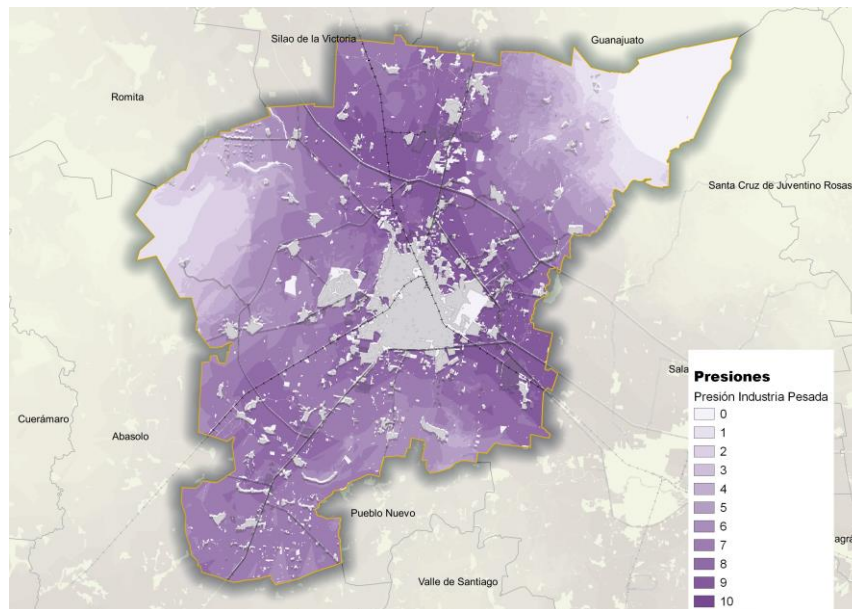 Silao de la Victoria
Guanajuato
Romita
Santa Cruz de Juventino Rosas
Cuerámaro
Abasolo
Pueblo Nuevo
Valle de Santiago
Sala
agrá
Presiones
Presión Industria Pesada
0
1
2
3
4
5
6
7
8
9
10